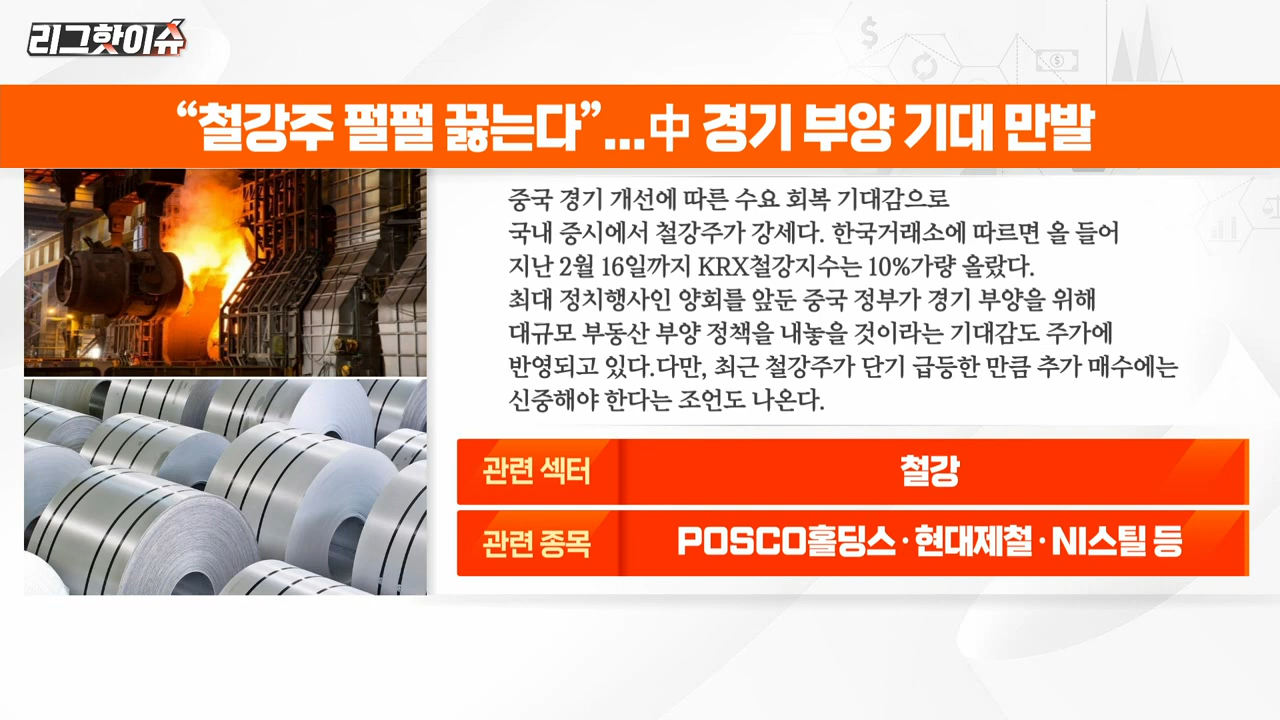 리그핫이슈
“철강주 펄펄 끓는다”...中 경기 부양 기대 만발
중국 경기 개선에 따른 수요 회복 기대감으로
국내 증시에서 철강주가 강세다. 한국거래소에 따르면 올 들어
지난 2월 16일까지 KRX철강지수는 10%가량 올랐다.
최대 정치행사인 양회를 앞둔 중국 정부가 경기 부양을 위해
대규모 부동산 부양 정책을 내놓을 것이라는 기대감도 주가에
반영되고 있다.다만, 최근 철강주가 단기 급등한 만큼 추가 매수에는
신중해야 한다는 조언도 나온다.
관련 섹터 철강
관련 종목 POSCO홀딩스·현대제철·NI스틸 등